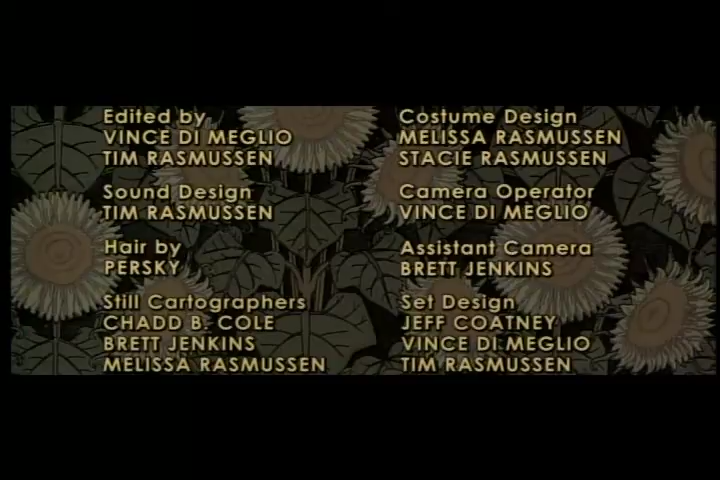 Edited by
VINCE DI MEGLIO
TIM RASMUSSEN
Sound Design
TIM RASMUSSEN
Hair by
PERSKY
Still Cartographers
CHADD B. COLE
BRETT JENKINS
MELISSA RASMUSSEN
Costume Design
MELISSA RASMUSSEN
STACIE RASMUSSEN
Camera Operator
VINCE DI MEGLIO
Assistant Camera
BRETT JENKINS
Set Design
JEFF COATNEY
VINCE DI MEGLIO
TIM RASMUSSEN